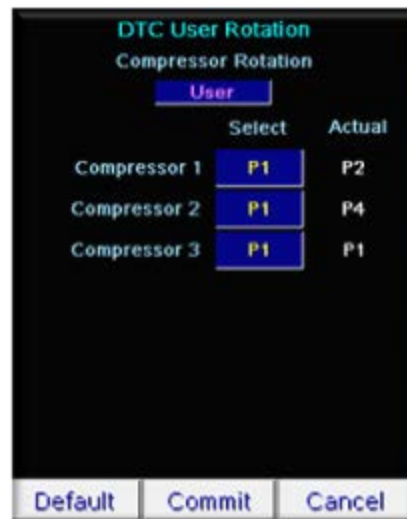 DTC User Rotation
Compressor Rotation
User
Select Actual
Compressor 1 P1 P2
Compressor 2 P1 P4
Compressor 3 P1 P1
Default Commit Cancel